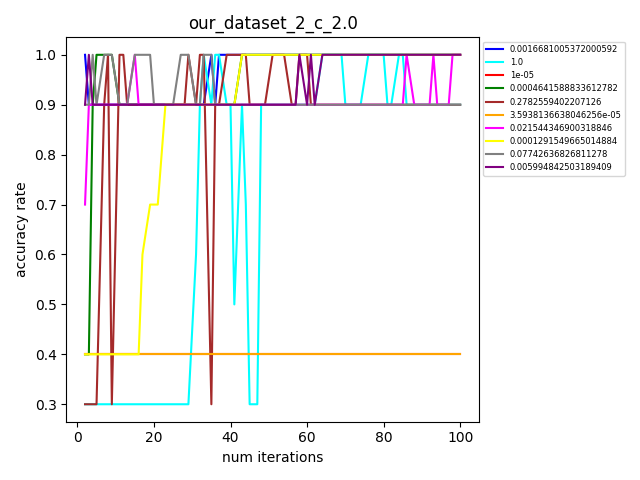 our_dataset_2_c_2.0
accuracy rate
1.0
0.9
0.8
0.7
0.6
0.5
0.4
0.3
0 20 40 60 80 100
num iterations
0.0016681005372000592
1.0
1e-05
0.0004641588833612782
0.2782559402207126
3.5938136638046256e-05
0.021544346900318846
0.0001291549665014884
0.07742636826811278
0.005994842503189409